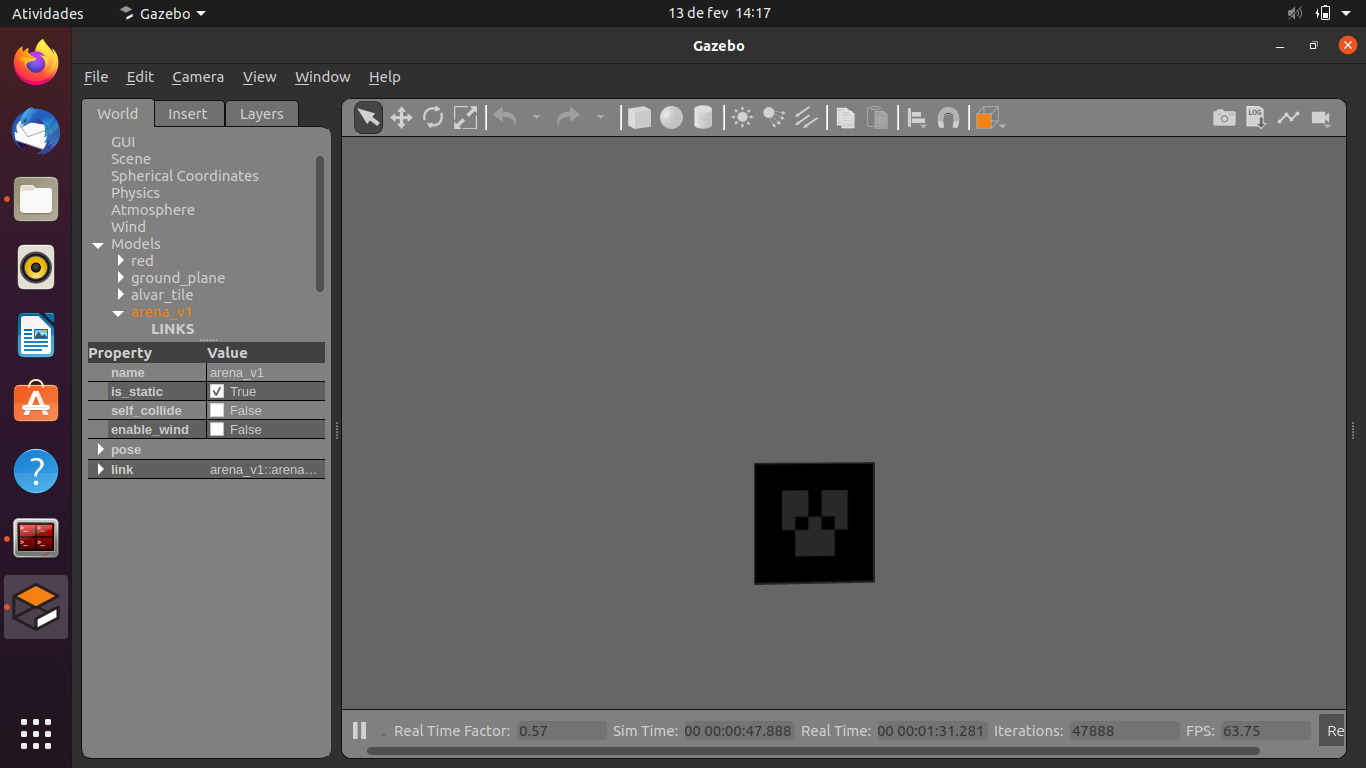 Atividades Gazebo 13 de fev 14:17
Gazebo
File Edit Camera View Window Help
World Insert Layers
GUI
Scene
Spherical Coordinates
Physics
Atmosphere
Wind
Models
red
ground_plane
alvar_tile
arena_v1
LINKS
Property Value
name arena_v1
is_static True
self_collide False
enable_wind False
pose
link arena_v1::arena…
LOG
Real Time Factor: 0.57 Sim Time: 00 00:00:47.888 Real Time: 00 00:01:31.281 Iterations: 47888 FPS: 63.75 Re